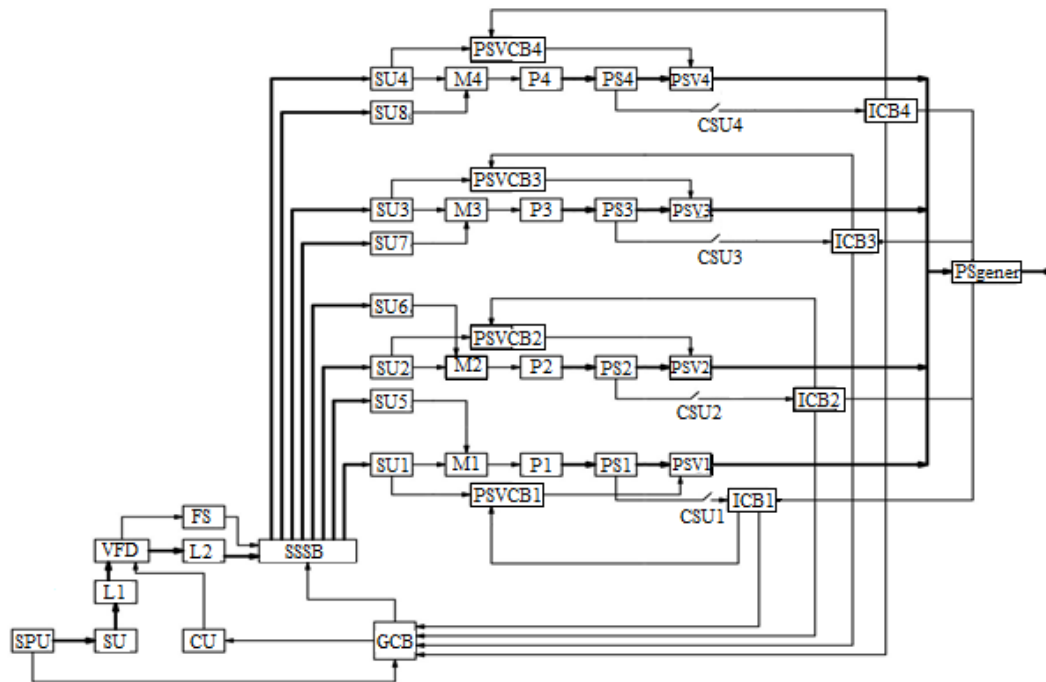 PSVCB4
SU4 M4 P4 PS4 PSV4
SU8 CSU4 ICB4
PSVCB3
SU3 M3 P3 PS3 PSV3
SU7 CSU3 ICB3
PSgener
SU6
PSVCB2
SU2 M2 P2 PS2 PSV2
SU5 CSU2 ICB2
SU1 M1 P1 PS1 PSV1
PSVCB1 CSU1 ICB1
FS
VFD L2 SSSB
L1
SPU SU CU GCB